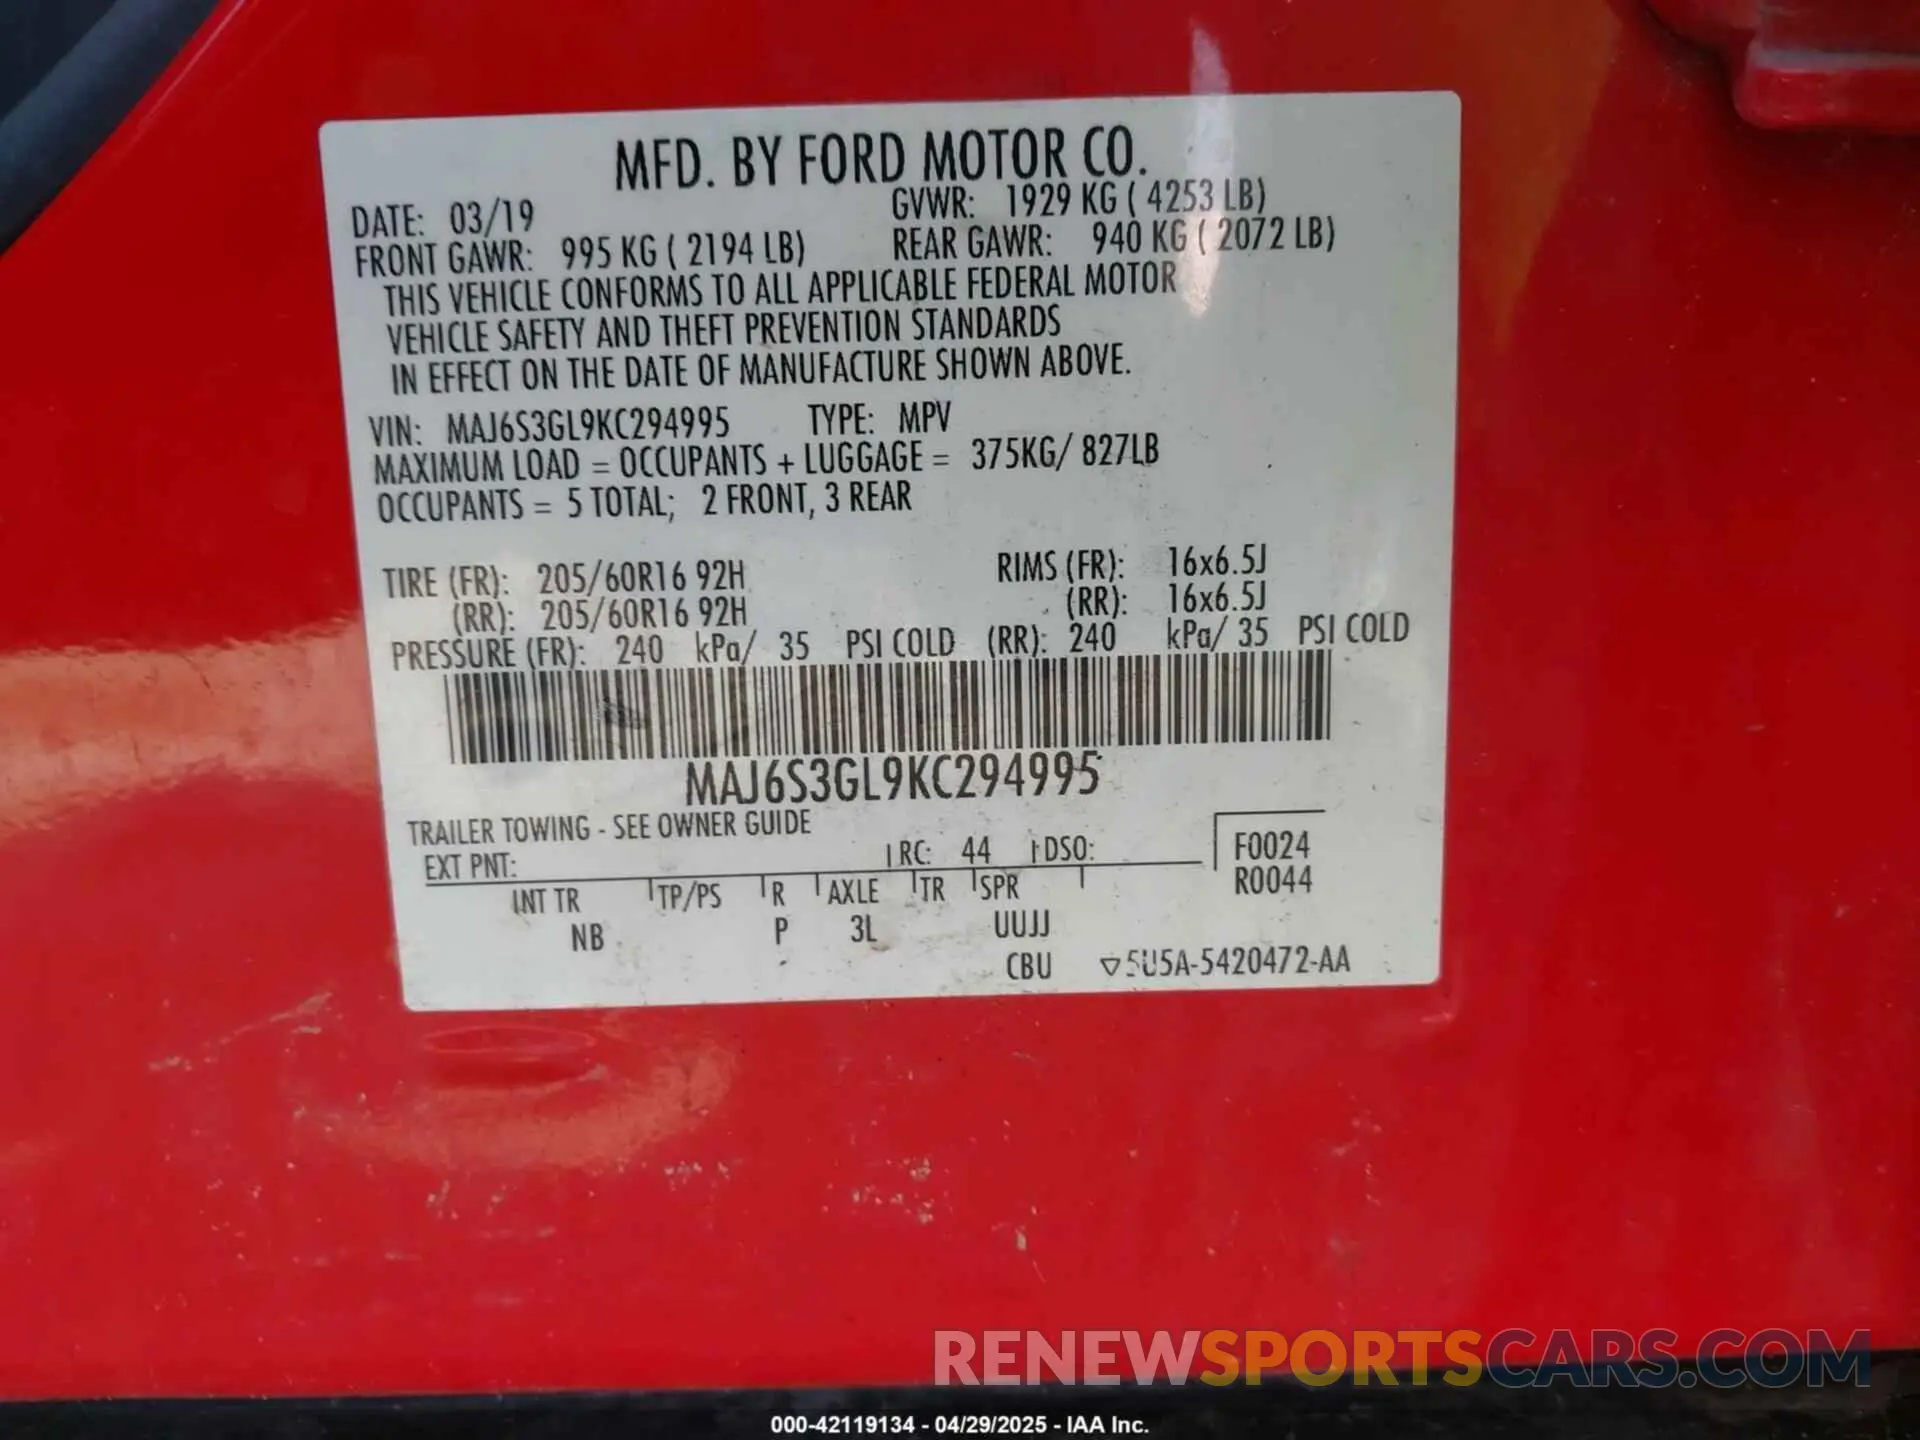 MFD. BY FORD MOTOR CO.
DATE: 03/19 GVWR: 1929 KG ( 4253 LB)
FRONT GAWR: 995 KG ( 2194 LB) REAR GAWR: 940 KG ( 2072 LB)
THIS VEHICLE CONFORMS TO ALL APPLICABLE FEDERAL MOTOR
VEHICLE SAFETY AND THEFT PREVENTION STANDARDS
IN EFFECT ON THE DATE OF MANUFACTURE SHOWN ABOVE.
VIN: MAJ6S3GL9KC294995 TYPE: MPV
MAXIMUM LOAD = OCCUPANTS + LUGGAGE = 375KG/ 827LB
OCCUPANTS = 5 TOTAL; 2 FRONT, 3 REAR
TIRE (FR): 205/60R16 92H RIMS (FR): 16x6.5J
(RR): 205/60R16 92H (RR): 16x6.5J
PRESSURE (FR): 240 kPa/ 35 PSI COLD (RR): 240 kPa/ 35 PSI COLD
MAJ6S3GL9KC294995
TRAILER TOWING - SEE OWNER GUIDE
EXT PNT: RC: 44 DSO: F0024
R0044
INT TR TP/PS R AXLE TR SPR
NB P 3L UUJJ
CBU 5U5A-5420472-AA
RENEWSPORTSCARS.COM
000-42119134 - 04/29/2025 - IAA Inc.